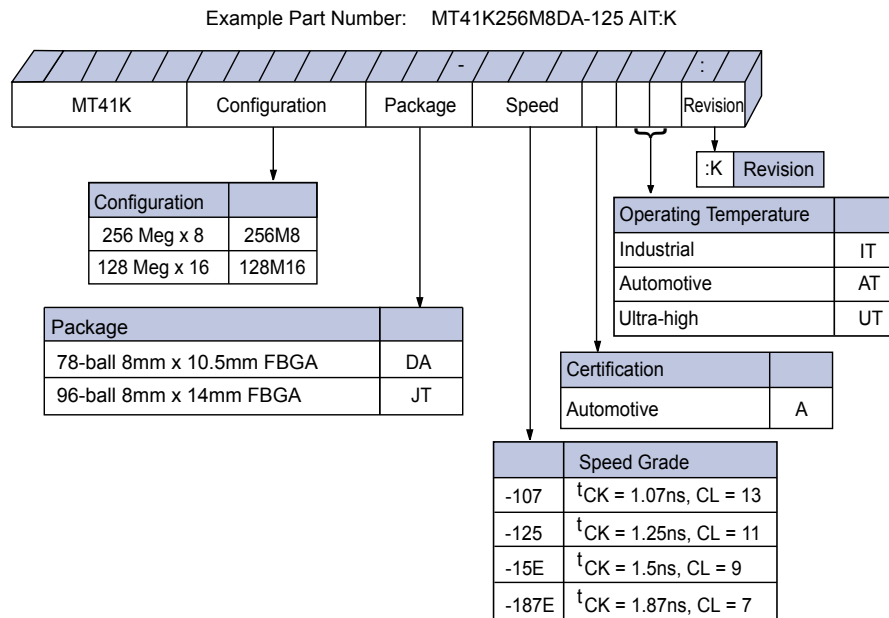 Example Part Number: MT41K256M8DA-125 AIT:K
- :
MT41K Configuration Package Speed Revision
:K Revision
Configuration
256 Meg x 8 256M8
128 Meg x 16 128M16
Operating Temperature
Industrial IT
Automotive AT
Ultra-high UT
Package
78-ball 8mm x 10.5mm FBGA DA
96-ball 8mm x 14mm FBGA JT
Certification
Automotive A
Speed Grade
-107 tCK = 1.07ns, CL = 13
-125 tCK = 1.25ns, CL = 11
-15E tCK = 1.5ns, CL = 9
-187E tCK = 1.87ns, CL = 7